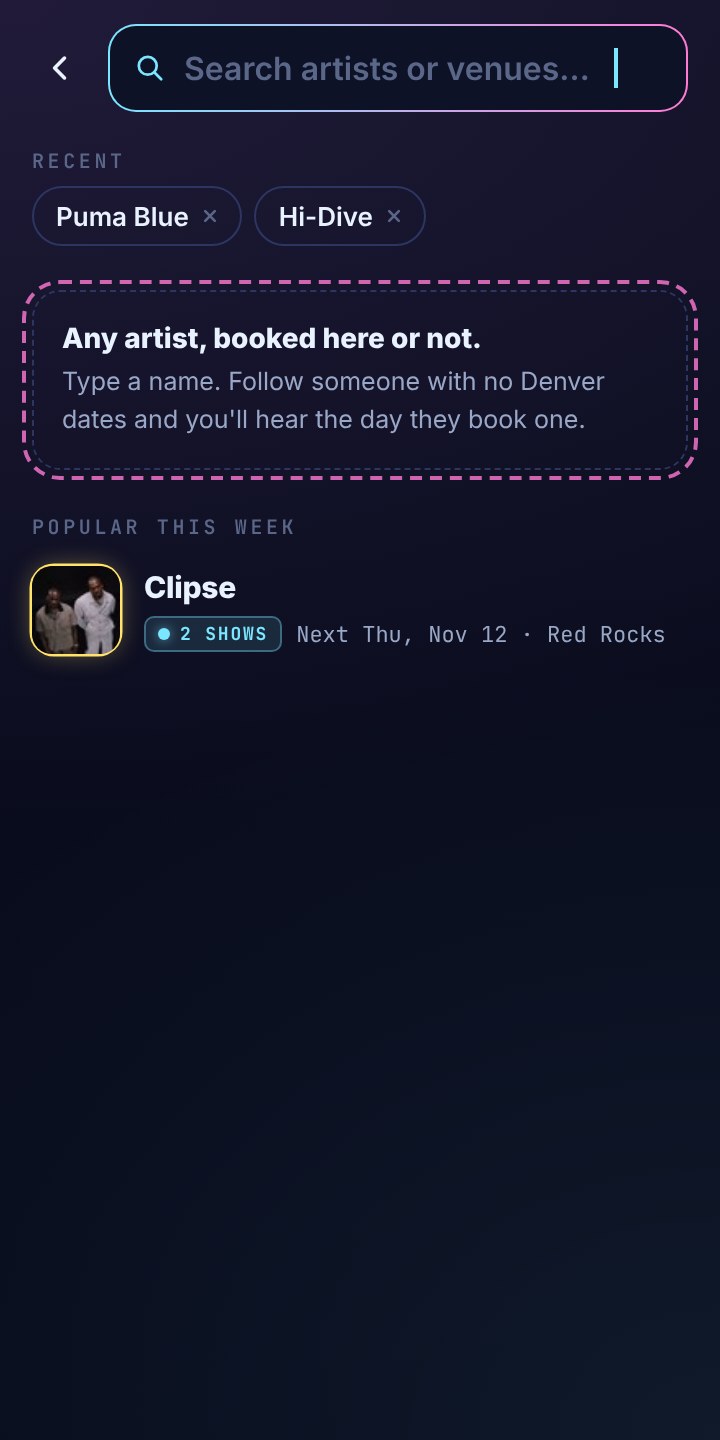 Search artists or venues...
RECENT
Puma Blue ×
Hi-Dive ×
Any artist, booked here or not.
Type a name. Follow someone with no Denver
dates and you'll hear the day they book one.
POPULAR THIS WEEK
Clipse
2 SHOWS Next Thu, Nov 12 · Red Rocks